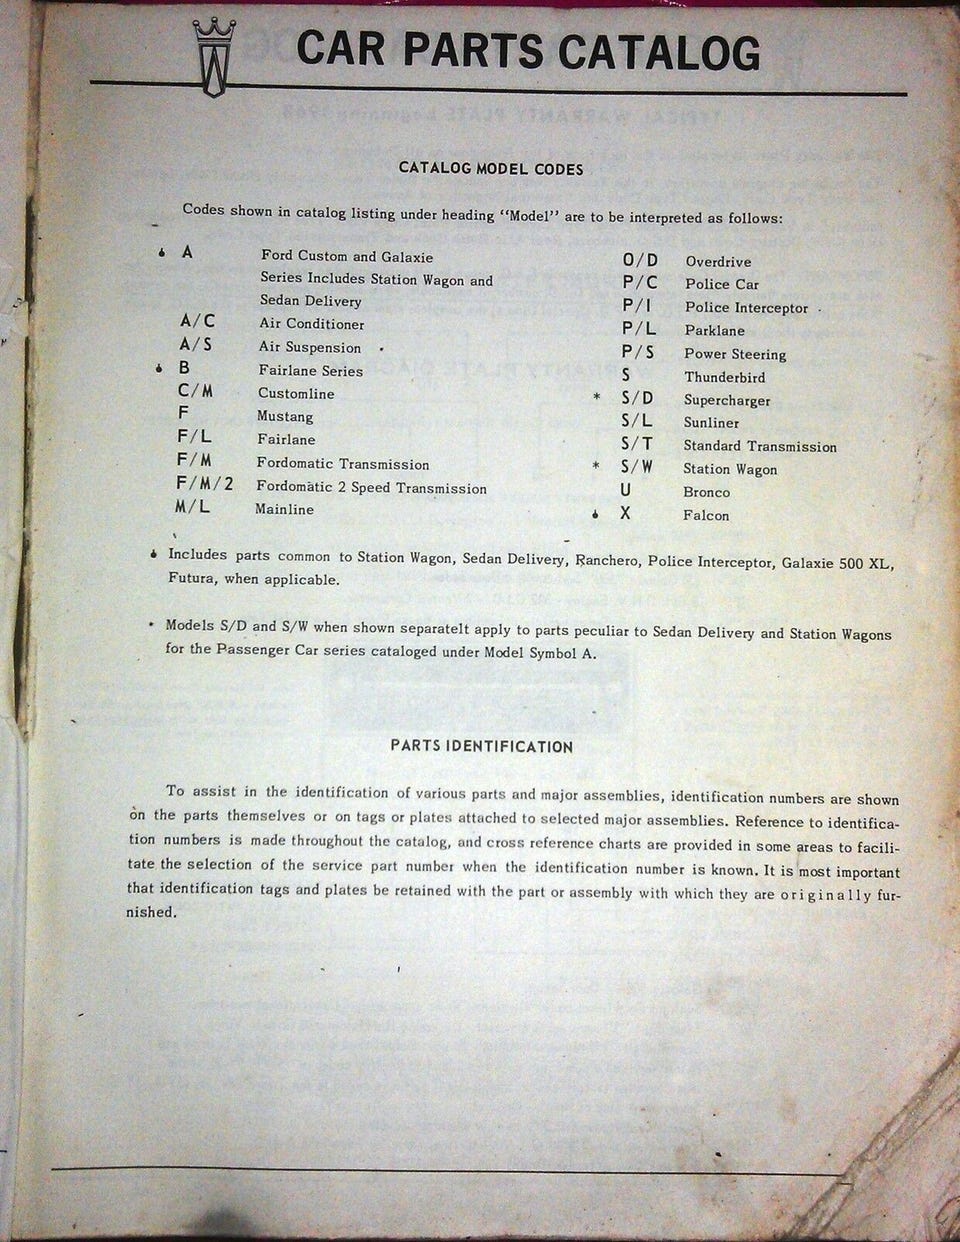 CAR PARTS CATALOG
CATALOG MODEL CODES
Codes shown in catalog listing under heading "Model" are to be interpreted as follows:
A Ford Custom and Galaxie
Series Includes Station Wagon and
Sedan Delivery
A/C Air Conditioner
A/S Air Suspension
B Fairlane Series
C/M Customline
F Mustang
F/L Fairlane
F/M Fordomatic Transmission
F/M/2 Fordomatic 2 Speed Transmission
M/L Mainline
O/D Overdrive
P/C Police Car
P/I Police Interceptor
P/L Parklane
P/S Power Steering
S Thunderbird
* S/D Supercharger
S/L Sunliner
S/T Standard Transmission
* S/W Station Wagon
U Bronco
X Falcon
Includes parts common to Station Wagon, Sedan Delivery, Ranchero, Police Interceptor, Galaxie 500 XL,
Futura, when applicable.
* Models S/D and S/W when shown separatelt apply to parts peculiar to Sedan Delivery and Station Wagons
for the Passenger Car series cataloged under Model Symbol A.
PARTS IDENTIFICATION
To assist in the identification of various parts and major assemblies, identification numbers are shown
on the parts themselves or on tags or plates attached to selected major assemblies. Reference to identifica-
tion numbers is made throughout the catalog, and cross reference charts are provided in some areas to facili-
tate the selection of the service part number when the identification number is known. It is most important
that identification tags and plates be retained with the part or assembly with which they are originally fur-
nished.